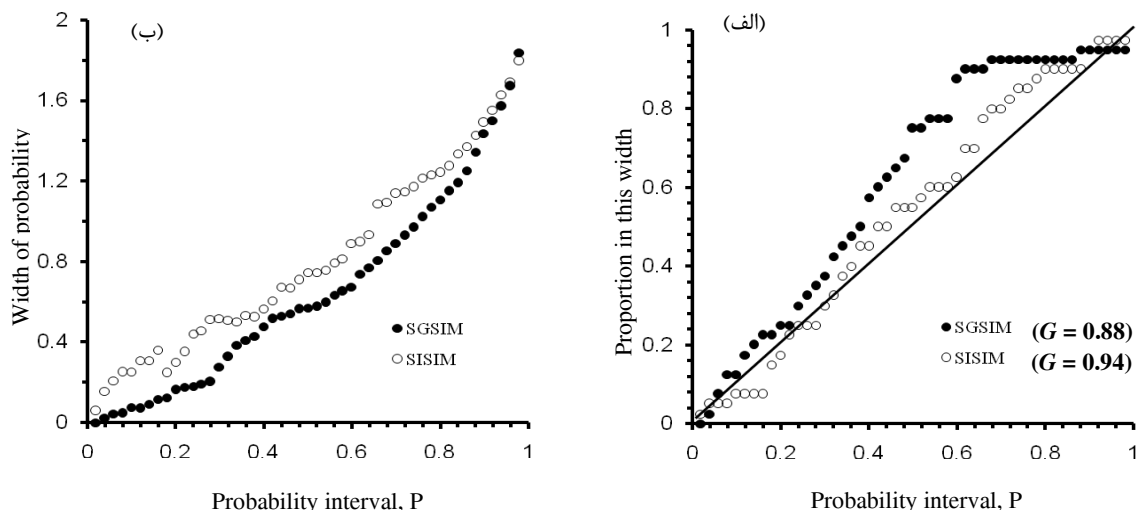 (ب)
Width of probability
2
1.6
1.2
0.8
0.4
0
0 0.2 0.4 0.6 0.8 1
SGSIM
SISIM
Probability interval, P
(الف)
Proportion in this width
1
0.8
0.6
0.4
0.2
0
0 0.2 0.4 0.6 0.8 1
SGSIM (G = 0.88)
SISIM (G = 0.94)
Probability interval, P